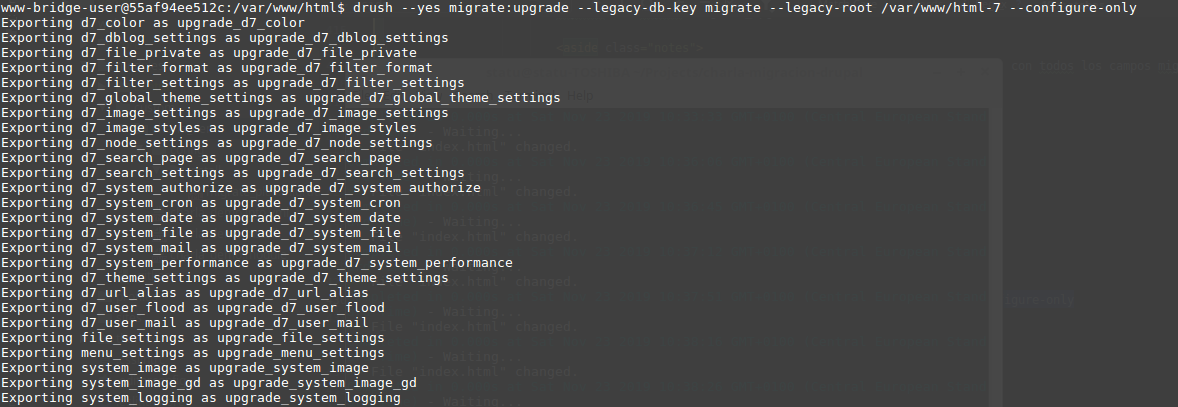 www-bridge-user@55af94ee512c:/var/www/html$ drush --yes migrate:upgrade --legacy-db-key migrate --legacy-root /var/www/html-7 --configure-only
Exporting d7_color as upgrade_d7_color
Exporting d7_dblog_settings as upgrade_d7_dblog_settings
Exporting d7_file_private as upgrade_d7_file_private
Exporting d7_filter_format as upgrade_d7_filter_format
Exporting d7_filter_settings as upgrade_d7_filter_settings
Exporting d7_global_theme_settings as upgrade_d7_global_theme_settings
Exporting d7_image_settings as upgrade_d7_image_settings
Exporting d7_image_styles as upgrade_d7_image_styles
Exporting d7_node_settings as upgrade_d7_node_settings
Exporting d7_search_page as upgrade_d7_search_page
Exporting d7_search_settings as upgrade_d7_search_settings
Exporting d7_system_authorize as upgrade_d7_system_authorize
Exporting d7_system_cron as upgrade_d7_system_cron
Exporting d7_system_date as upgrade_d7_system_date
Exporting d7_system_file as upgrade_d7_system_file
Exporting d7_system_mail as upgrade_d7_system_mail
Exporting d7_system_performance as upgrade_d7_system_performance
Exporting d7_theme_settings as upgrade_d7_theme_settings
Exporting d7_url_alias as upgrade_d7_url_alias
Exporting d7_user_flood as upgrade_d7_user_flood
Exporting d7_user_mail as upgrade_d7_user_mail
Exporting file_settings as upgrade_file_settings
Exporting menu_settings as upgrade_menu_settings
Exporting system_image as upgrade_system_image
Exporting system_image_gd as upgrade_system_image_gd
Exporting system_logging as upgrade_system_logging